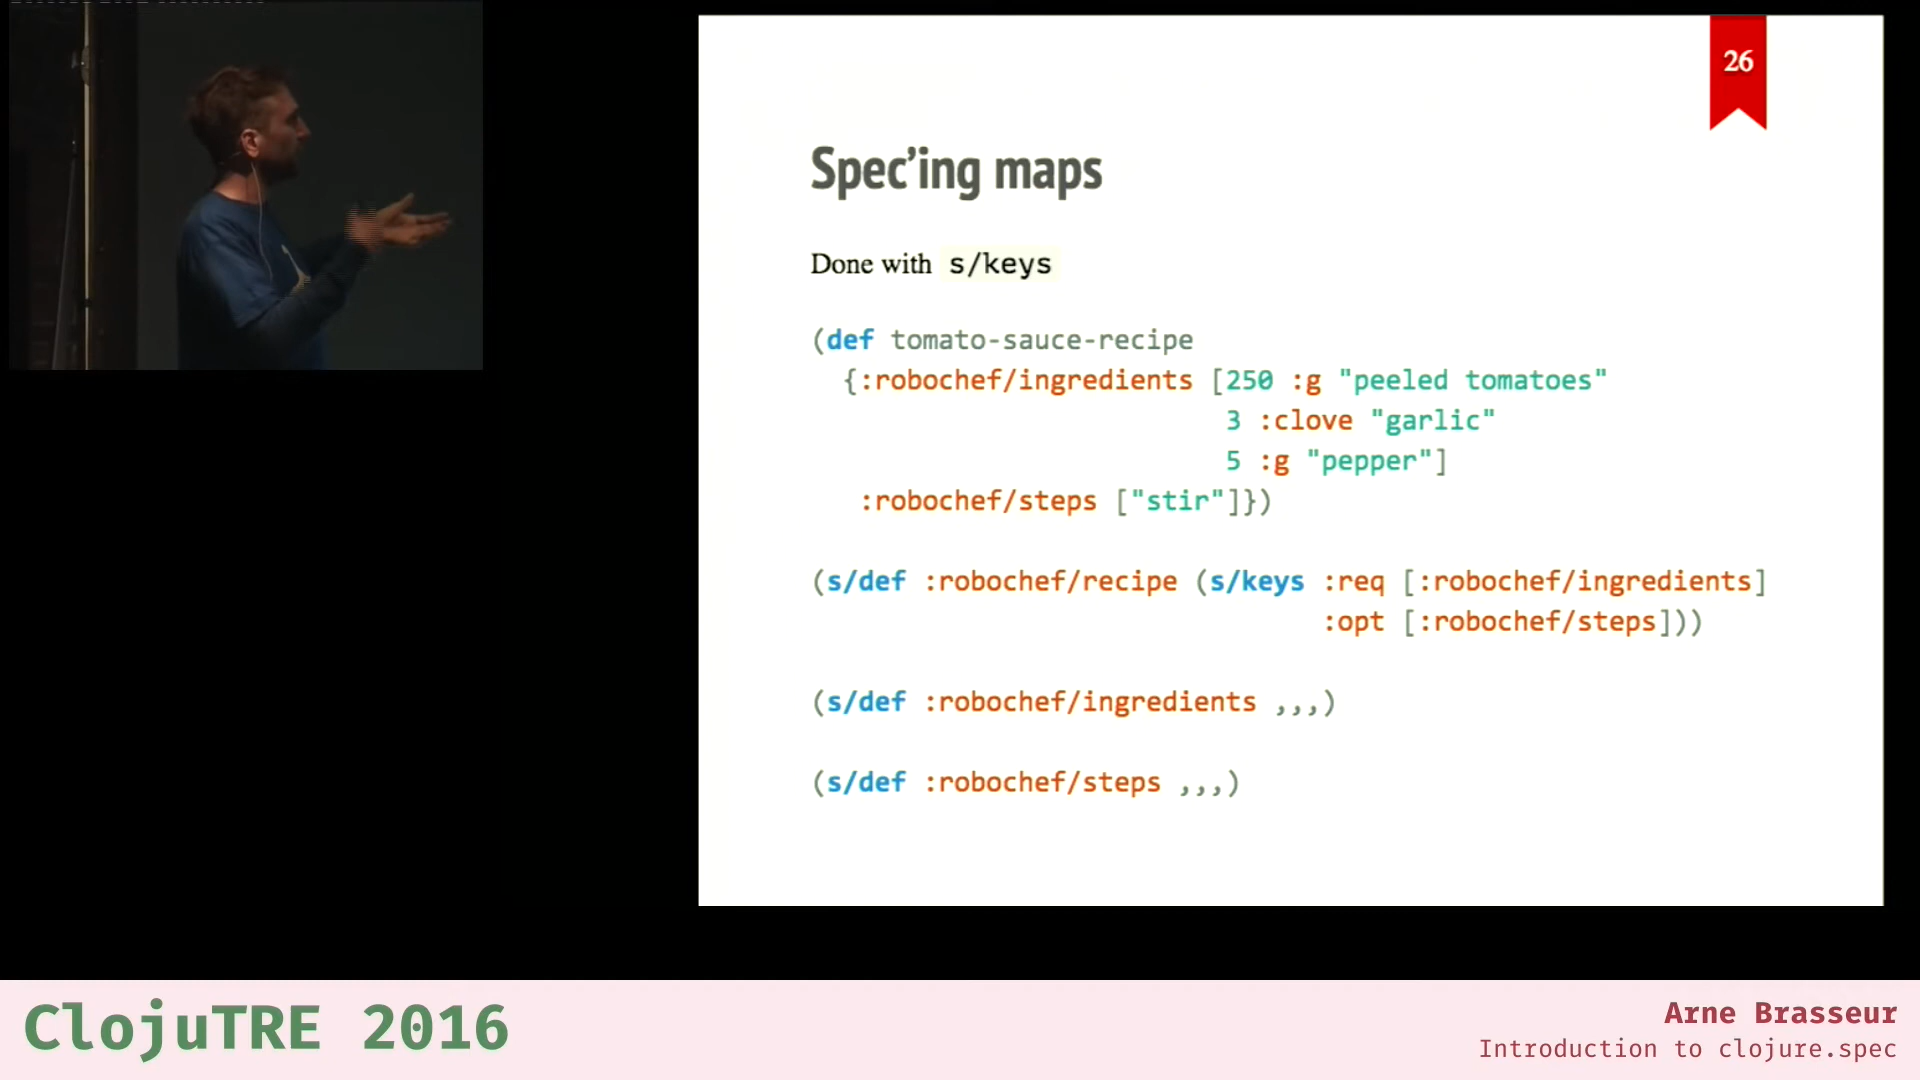 26
Spec’ing maps
Done with s/keys
(def tomato-sauce-recipe
  {:robochef/ingredients [250 :g "peeled tomatoes"
                          3 :clove "garlic"
                          5 :g "pepper"]
   :robochef/steps ["stir"]})
(s/def :robochef/recipe (s/keys :req [:robochef/ingredients]
                                :opt [:robochef/steps]))
(s/def :robochef/ingredients ,,,)
(s/def :robochef/steps ,,,)
ClojuTRE 2016
Arne Brasseur
Introduction to clojure.spec